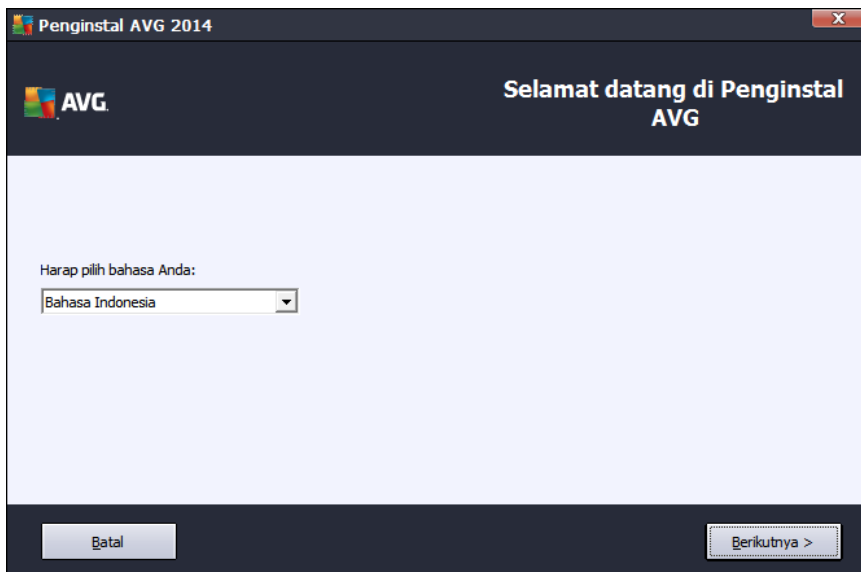 Penginstal AVG 2014
AVG.
Selamat datang di Penginstal
AVG
Harap pilih bahasa Anda:
Bahasa Indonesia
Batal
Berikutnya >